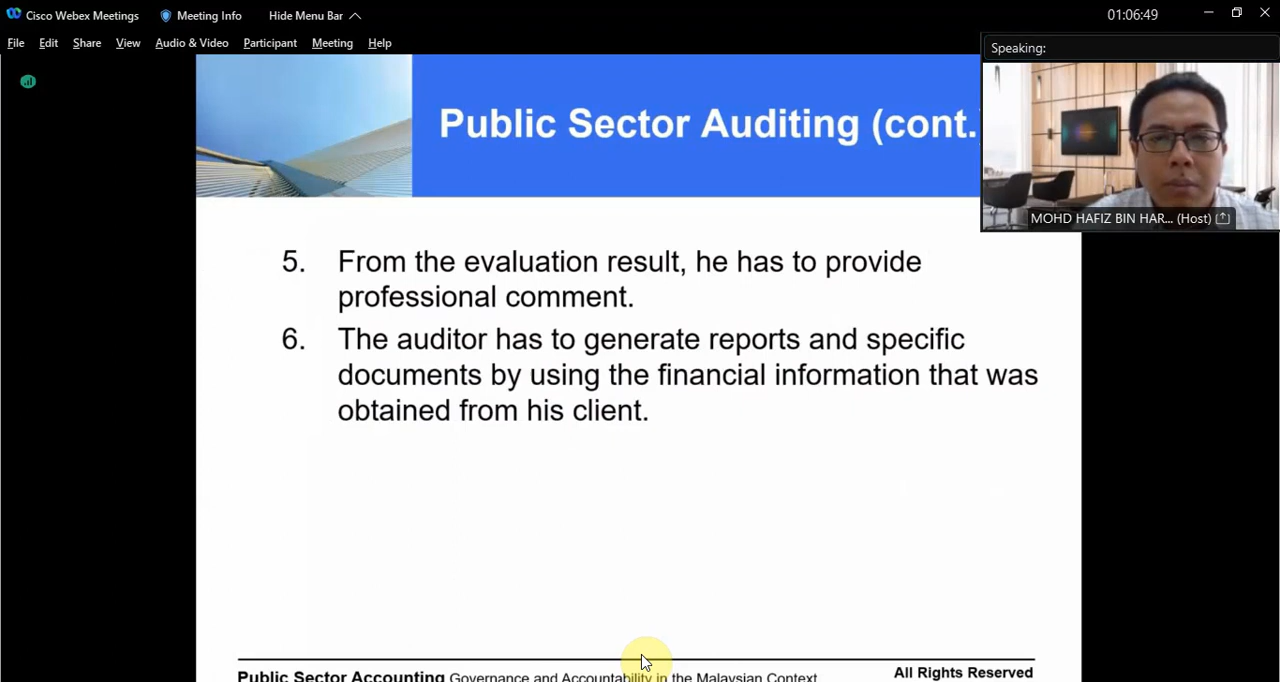 Cisco Webex Meetings Meeting Info Hide Menu Bar 01:06:49
File Edit Share View Audio & Video Participant Meeting Help
Speaking:
Public Sector Auditing (cont.
MOHD HAFIZ BIN HAR... (Host)
5. From the evaluation result, he has to provide
professional comment.
6. The auditor has to generate reports and specific
documents by using the financial information that was
obtained from his client.
Public Sector Accounting Governance and Accountability in the Malaysian Context
All Rights Reserved